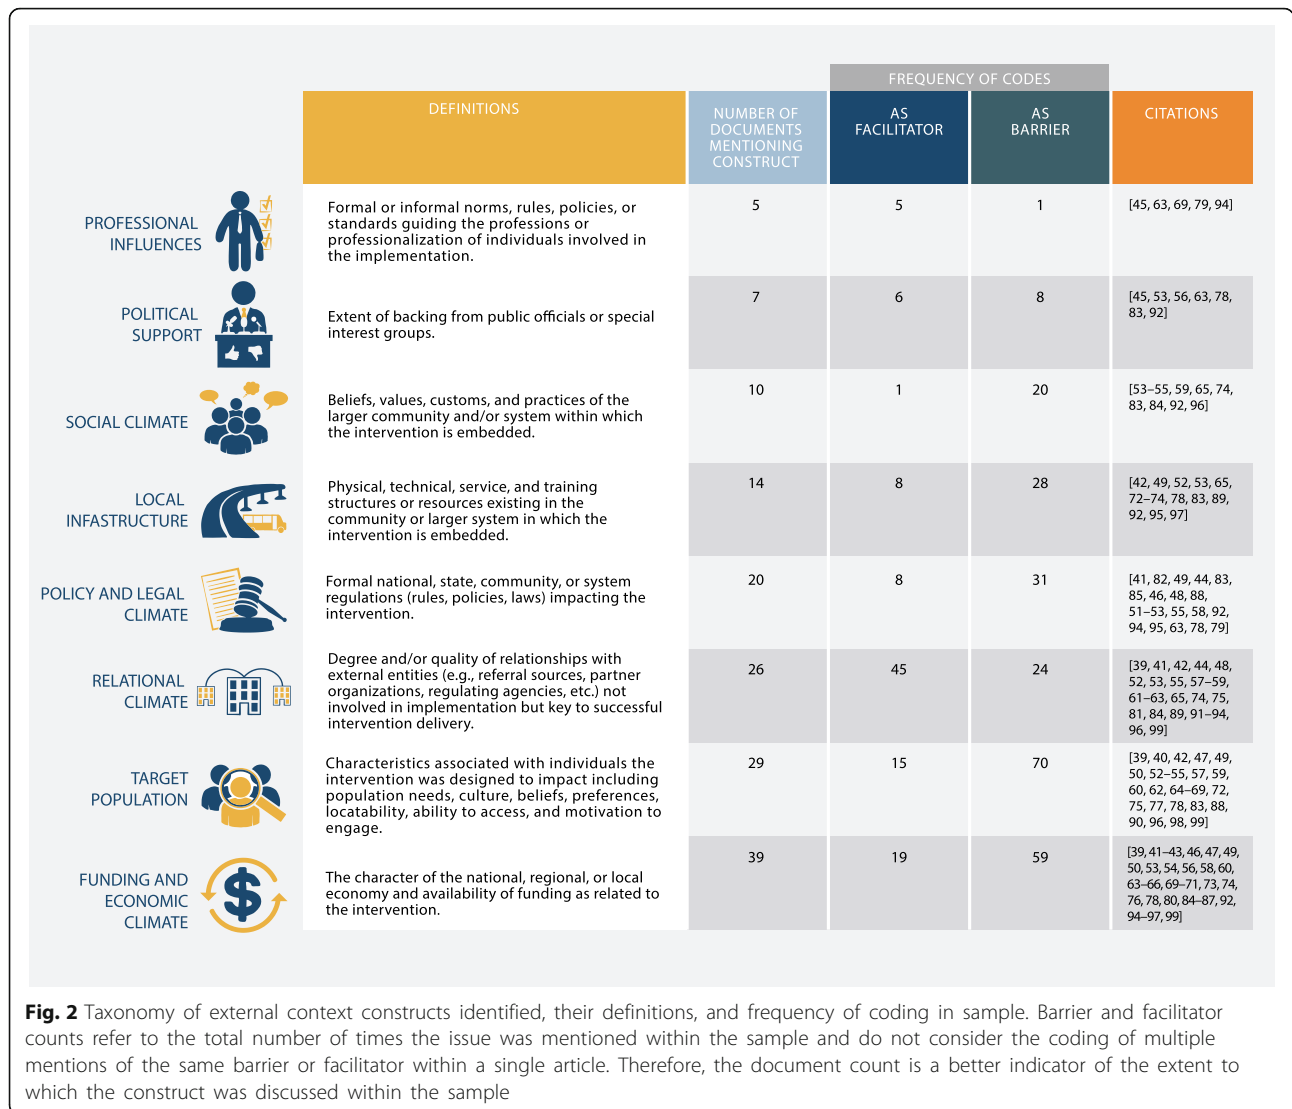 FREQUENCY OF CODES
DEFINITIONS
NUMBER OF
DOCUMENTS
MENTIONING
CONSTRUCT
AS
FACILITATOR
AS
BARRIER
CITATIONS
PROFESSIONAL
INFLUENCES
Formal or informal norms, rules, policies, or
standards guiding the professions or
professionalization of individuals involved in
the implementation.
5
5
1
[45, 63, 69, 79, 94]
POLITICAL
SUPPORT
Extent of backing from public officials or special
interest groups.
7
6
8
[45, 53, 56, 63, 78,
83, 92]
SOCIAL CLIMATE
Beliefs, values, customs, and practices of the
larger community and/or system within which
the intervention is embedded.
10
1
20
[53–55, 59, 65, 74,
83, 84, 92, 96]
LOCAL
INFASTRUCTURE
Physical, technical, service, and training
structures or resources existing in the
community or larger system in which the
intervention is embedded.
14
8
28
[42, 49, 52, 53, 65,
72–74, 78, 83, 89,
92, 95, 97]
POLICY AND LEGAL
CLIMATE
Formal national, state, community, or system
regulations (rules, policies, laws) impacting the
intervention.
20
8
31
[41, 82, 49, 44, 83,
85, 46, 48, 88,
51–53, 55, 58, 92,
94, 95, 63, 78, 79]
RELATIONAL
CLIMATE
Degree and/or quality of relationships with
external entities (e.g., referral sources, partner
organizations, regulating agencies, etc.) not
involved in implementation but key to successful
intervention delivery.
26
45
24
[39, 41, 42, 44, 48,
52, 53, 55, 57–59,
61–63, 65, 74, 75,
81, 84, 89, 91–94,
96, 99]
TARGET
POPULATION
Characteristics associated with individuals the
intervention was designed to impact including
population needs, culture, beliefs, preferences,
locatability, ability to access, and motivation to
engage.
29
15
70
[39, 40, 42, 47, 49,
50, 52–55, 57, 59,
60, 62, 64–69, 72,
75, 77, 78, 83, 88,
90, 96, 98, 99]
FUNDING AND
ECONOMIC
CLIMATE
$
The character of the national, regional, or local
economy and availability of funding as related to
the intervention.
39
19
59
[39, 41–43, 46, 47, 49,
50, 53, 54, 56, 58, 60,
63–66, 69–71, 73, 74,
76, 78, 80, 84–87, 92,
94–97, 99]
Fig. 2 Taxonomy of external context constructs identified, their definitions, and frequency of coding in sample. Barrier and facilitator
counts refer to the total number of times the issue was mentioned within the sample and do not consider the coding of multiple
mentions of the same barrier or facilitator within a single article. Therefore, the document count is a better indicator of the extent to
which the construct was discussed within the sample